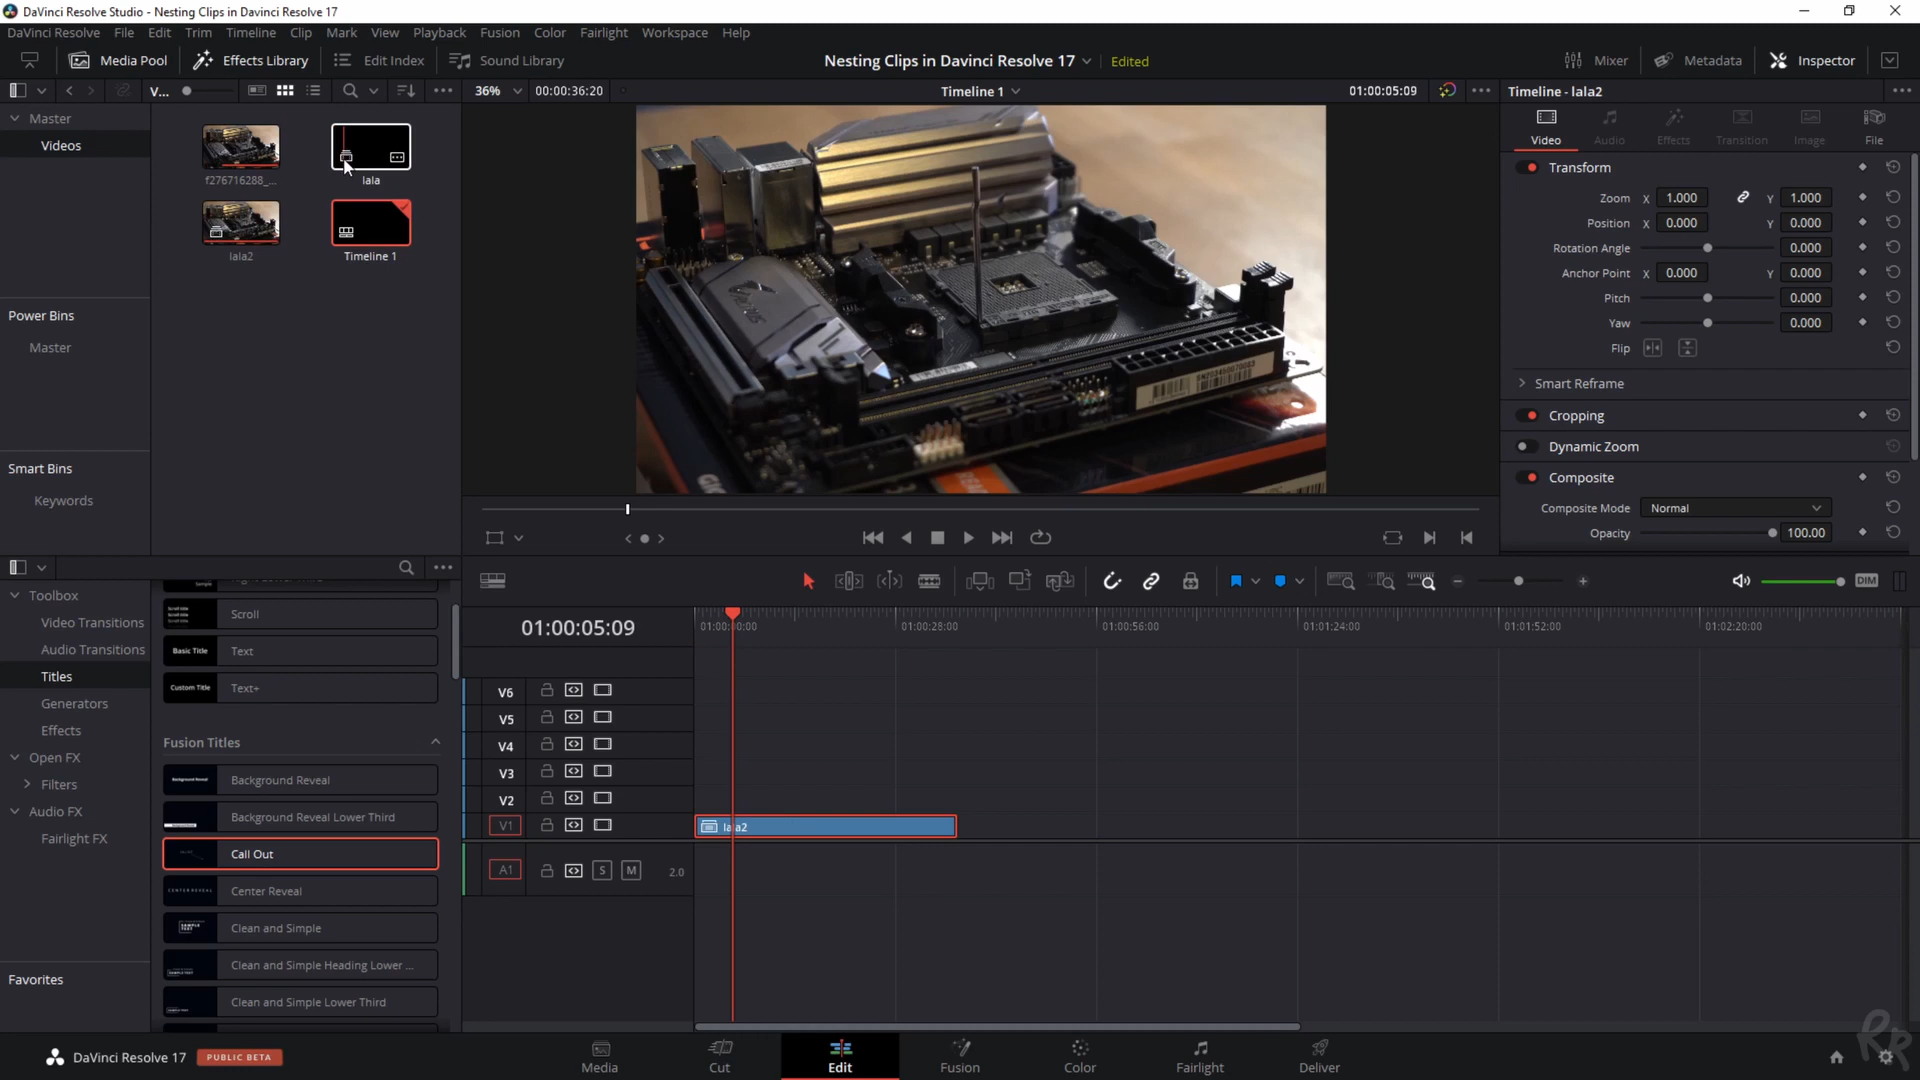 DaVinci Resolve Studio - Nesting Clips in Davinci Resolve 17
DaVinci Resolve File Edit Trim Timeline Clip Mark View Playback Fusion Color Fairlight Workspace Help
Media Pool Effects Library Edit Index Sound Library Nesting Clips in Davinci Resolve 17 Edited Mixer Metadata Inspector
V... 36% 00:00:36:20 Timeline 1 01:00:05:09 Timeline - lala2
Master
Videos
f276716288_... lala
lala2 Timeline 1
Power Bins
Master
Smart Bins
Keywords
Video Audio Effects Transition Image File
Transform
Zoom X 1.000 Y 1.000
Position X 0.000 Y 0.000
Rotation Angle 0.000
Anchor Point X 0.000 Y 0.000
Pitch 0.000
Yaw 0.000
Flip
Smart Reframe
Cropping
Dynamic Zoom
Composite
Composite Mode Normal
Opacity 100.00
Toolbox
Video Transitions
Audio Transitions
Titles
Generators
Effects
Open FX
Filters
Audio FX
Fairlight FX
Favorites
Scroll
Basic Title Text
Custom Title Text+
Fusion Titles
Background Reveal
Background Reveal Lower Third
Call Out
Center Reveal
Clean and Simple
Clean and Simple Heading Lower ...
Clean and Simple Lower Third
DIM
01:00:05:09 01:00:00:00 01:00:28:00 01:00:56:00 01:01:24:00 01:01:52:00 01:02:20:00
V6
V5
V4
V3
V2
V1 lala2
A1 S M 2.0
DaVinci Resolve 17 PUBLIC BETA Media Cut Edit Fusion Color Fairlight Deliver
RR